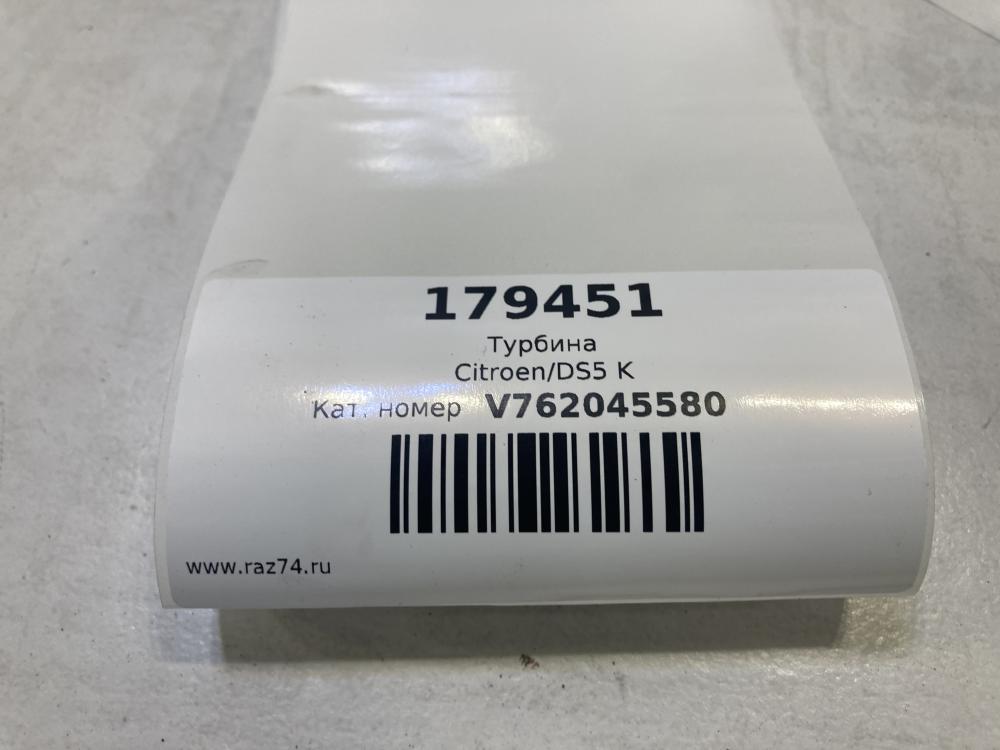 179451
Турбина
Citroen/DS5 K
Кат. номер V762045580
www.raz74.ru